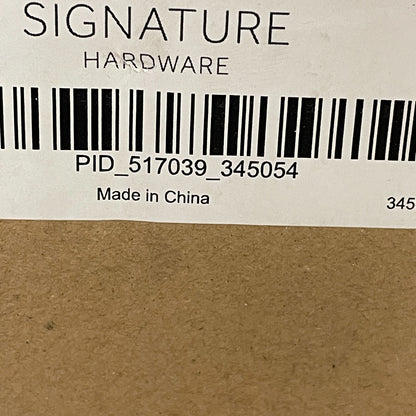 SIGNATURE
HARDWARE
PID_517039_345054
Made in China
345